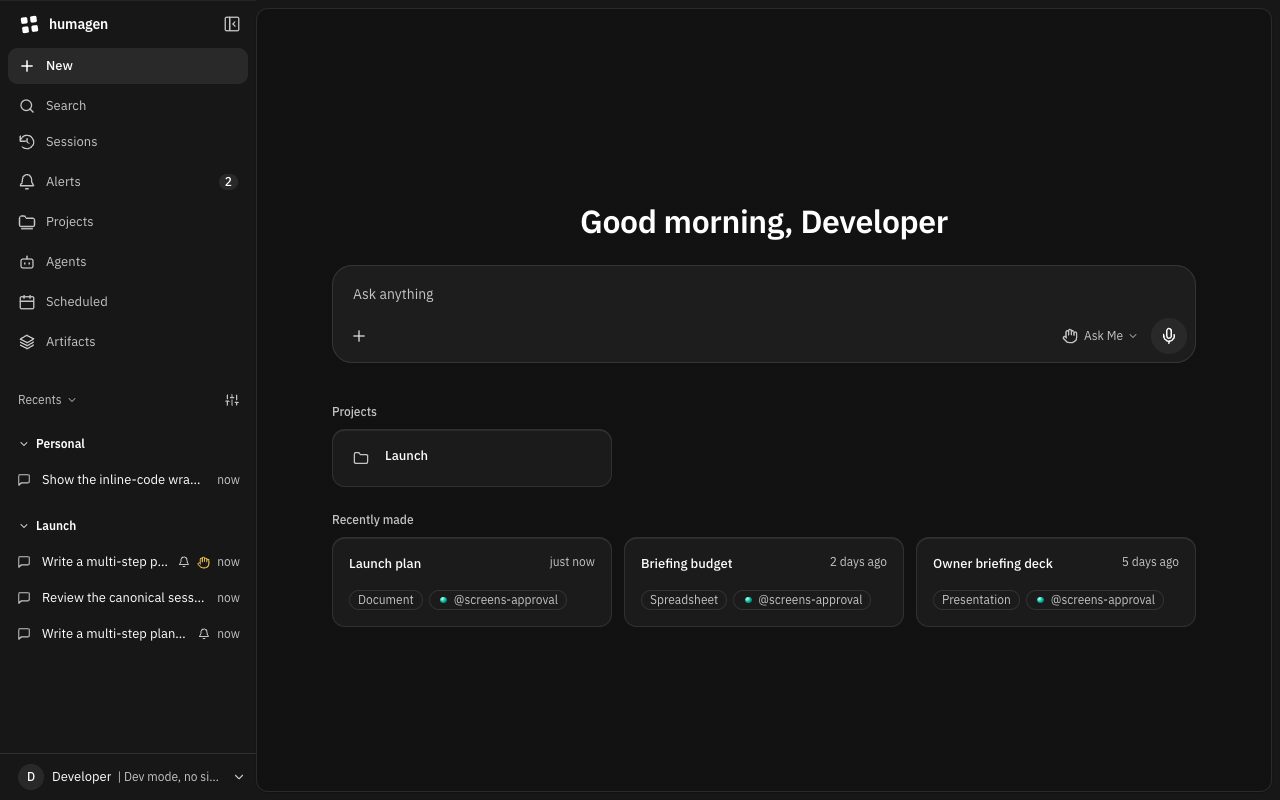 humagen
New
Search
Sessions
Alerts 2
Projects
Agents
Scheduled
Artifacts
Recents
Personal
Show the inline-code wra... now
Launch
Write a multi-step p... now
Review the canonical sess... now
Write a multi-step plan... now
D Developer | Dev mode, no si...
Good morning, Developer
Ask anything
Ask Me
Projects
Launch
Recently made
Launch plan just now
Document @screens-approval
Briefing budget 2 days ago
Spreadsheet @screens-approval
Owner briefing deck 5 days ago
Presentation @screens-approval